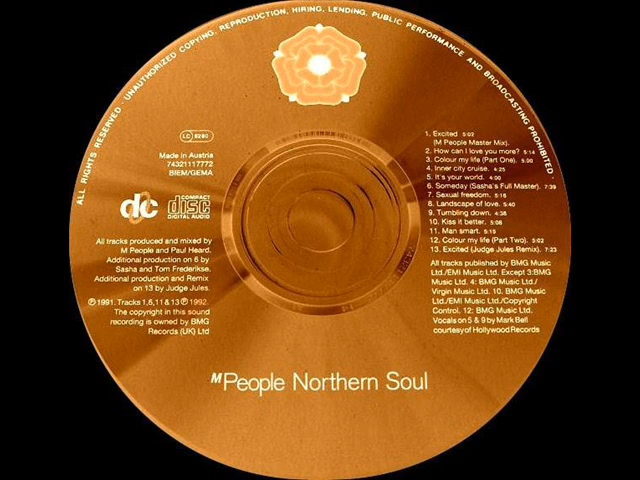 ALL RIGHTS RESERVED · UNAUTHORIZED COPYING, REPRODUCTION, HIRING, LENDING, PUBLIC PERFORMANCE AND BROADCASTING PROHIBITED ·
LC 8280
Made in Austria
74321117772
BIEM/GEMA
dc
COMPACT
disc
DIGITAL AUDIO
All tracks produced and mixed by
M People and Paul Heard.
Additional production on 6 by
Sasha and Tom Frederikse.
Additional production and Remix
on 13 by Judge Jules.
℗ 1991. Tracks 1,6,11 & 13 ℗ 1992.
The copyright in this sound
recording is owned by BMG
Records (UK) Ltd
1. Excited 5:02
(M People Master Mix).
2. How can I love you more? 5:14
3. Colour my life (Part One). 5.00
4. Inner city cruise. 4:25
5. It's your world. 4:00
6. Someday (Sasha's Full Master). 7:39
7. Sexual freedom. 5:16
8. Landscape of love. 5.40
9. Tumbling down. 4:36
10. Kiss it better. 5:08
11. Man smart. 5:15
12. Colour my life (Part Two). 5:02
13. Excited (Judge Jules Remix). 7:23
All tracks published by BMG Music
Ltd./EMI Music Ltd. Except 3:BMG
Music Ltd. 4: BMG Music Ltd./
Virgin Music Ltd. 10. BMG Music
Ltd./EMI Music Ltd./Copyright
Control. 12: BMG Music Ltd.
Vocals on 5 & 9 by Mark Bell
courtesy of Hollywood Records
M People Northern Soul